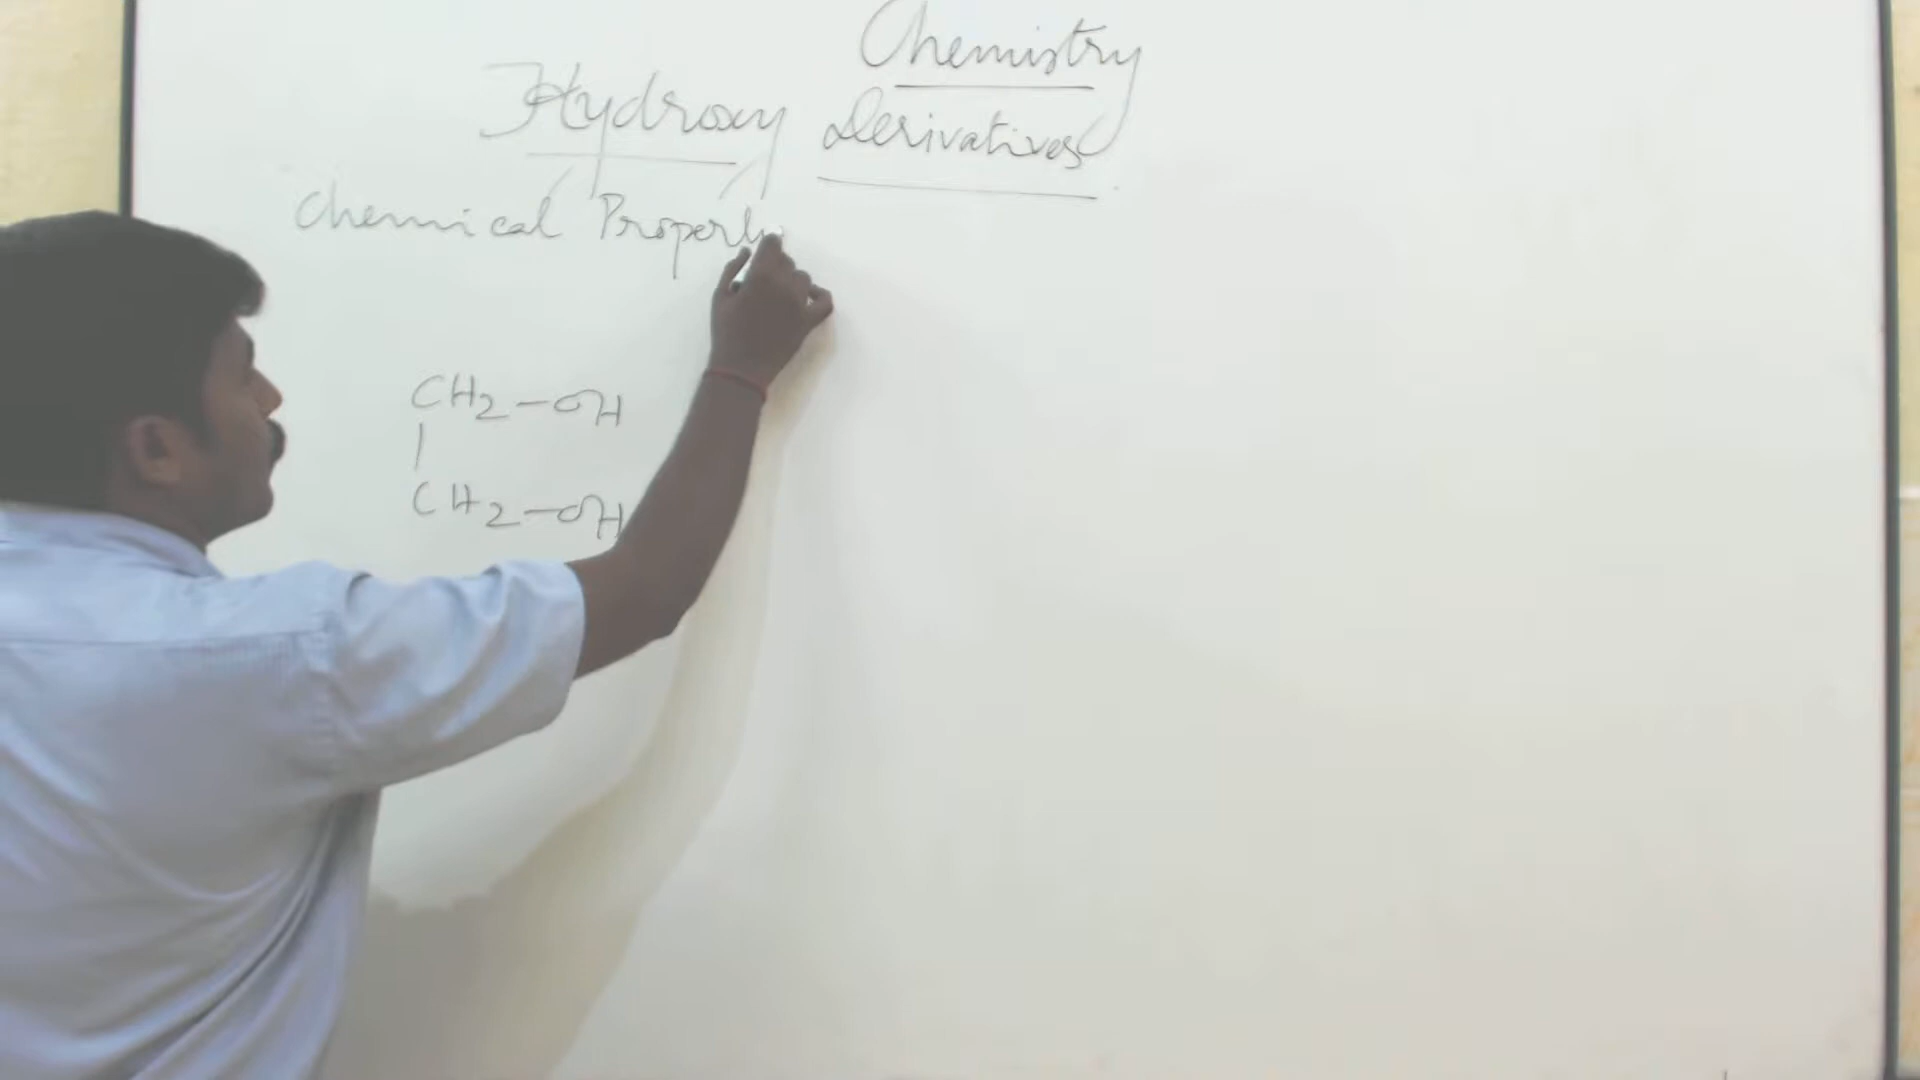 Chemistry
Hydroxy Derivatives
Chemical Property
CH2-OH
|
CH2-OH